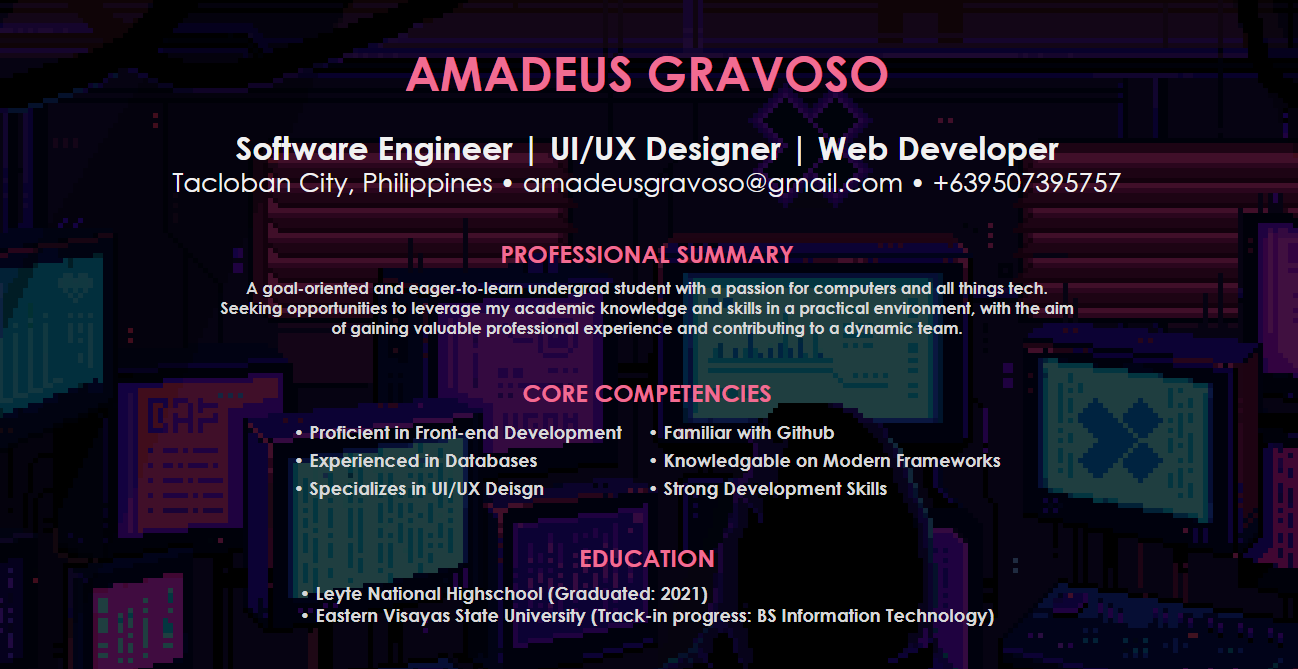 AMADEUS GRAVOSO
Software Engineer | UI/UX Designer | Web Developer
Tacloban City, Philippines • amadeusgravoso@gmail.com • +639507395757
PROFESSIONAL SUMMARY
A goal-oriented and eager-to-learn undergrad student with a passion for computers and all things tech.
Seeking opportunities to leverage my academic knowledge and skills in a practical environment, with the aim
of gaining valuable professional experience and contributing to a dynamic team.
CORE COMPETENCIES
• Proficient in Front-end Development
• Experienced in Databases
• Specializes in UI/UX Deisgn
• Familiar with Github
• Knowledgable on Modern Frameworks
• Strong Development Skills
EDUCATION
• Leyte National Highschool (Graduated: 2021)
• Eastern Visayas State University (Track-in progress: BS Information Technology)